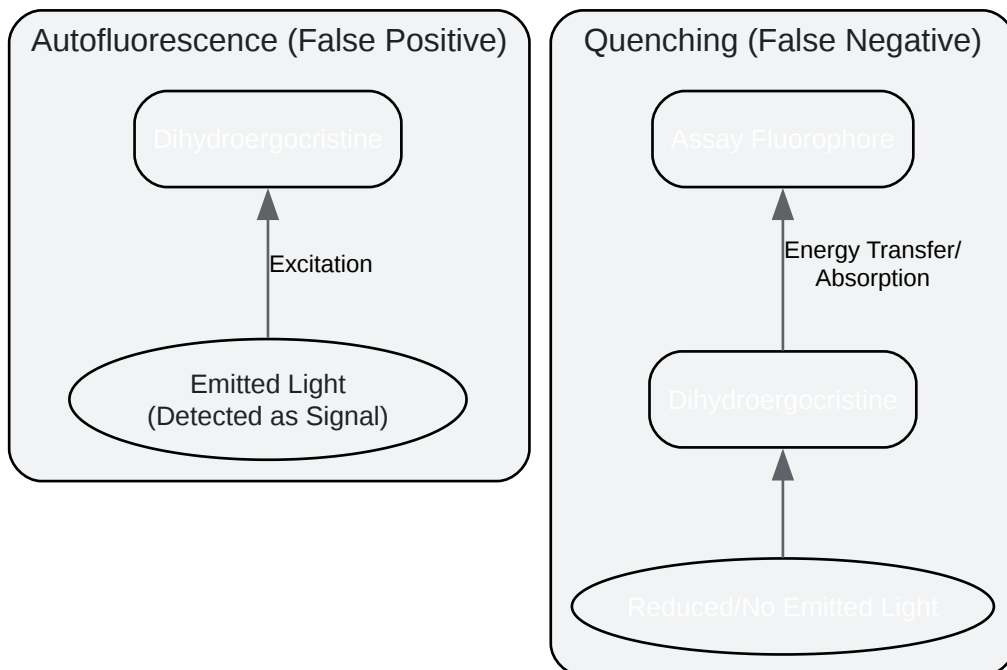 Autofluorescence (False Positive)
Dihydroergocristine
Excitation
Emitted Light
(Detected as Signal)
Quenching (False Negative)
Assay Fluorophore
Energy Transfer/
Absorption
Dihydroergocristine
Reduced/No Emitted Light